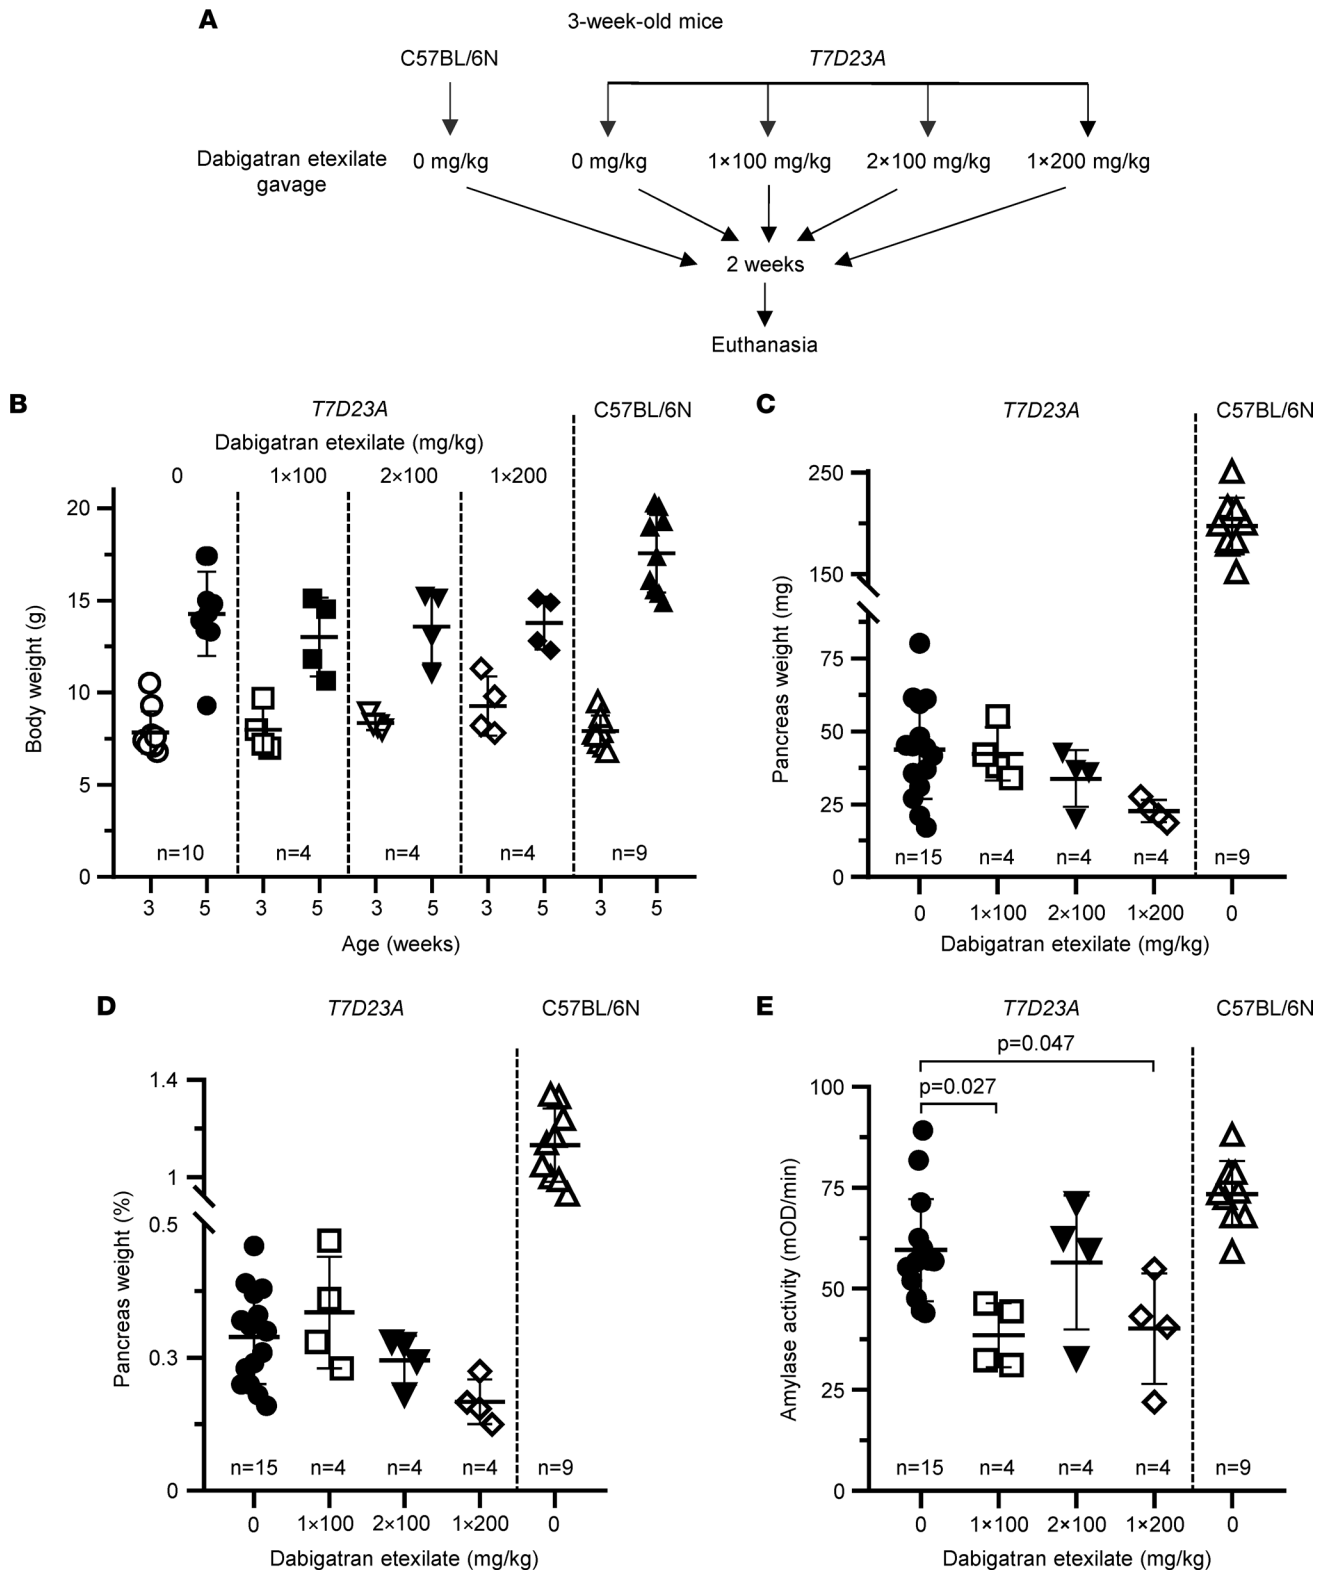 A
3-week-old mice
C57BL/6N
T7D23A
Dabigatran etexilate
gavage
0 mg/kg
0 mg/kg
1×100 mg/kg
2×100 mg/kg
1×200 mg/kg
2 weeks
Euthanasia
B
T7D23A
C57BL/6N
Dabigatran etexilate (mg/kg)
0
1×100
2×100
1×200
Body weight (g)
20
15
10
5
0
n=10
n=4
n=4
n=4
n=9
3
5
3
5
3
5
3
5
3
5
Age (weeks)
C
T7D23A
C57BL/6N
Pancreas weight (mg)
250
150
75
50
25
0
n=15
n=4
n=4
n=4
n=9
0
1×100
2×100
1×200
0
Dabigatran etexilate (mg/kg)
D
T7D23A
C57BL/6N
Pancreas weight (%)
1.4
1
0.5
0.3
0
n=15
n=4
n=4
n=4
n=9
0
1×100
2×100
1×200
0
Dabigatran etexilate (mg/kg)
E
T7D23A
C57BL/6N
p=0.047
p=0.027
Amylase activity (mOD/min)
100
75
50
25
0
n=15
n=4
n=4
n=4
n=9
0
1×100
2×100
1×200
0
Dabigatran etexilate (mg/kg)